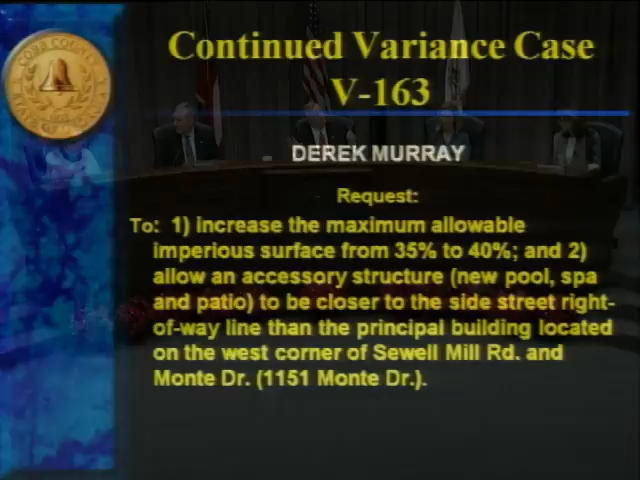 Continued Variance Case
V-163
DEREK MURRAY
Request:
To: 1) increase the maximum allowable
imperious surface from 35% to 40%; and 2)
allow an accessory structure (new pool, spa
and patio) to be closer to the side street right-
of-way line than the principal building located
on the west corner of Sewell Mill Rd. and
Monte Dr. (1151 Monte Dr.).
COBB COUNTY